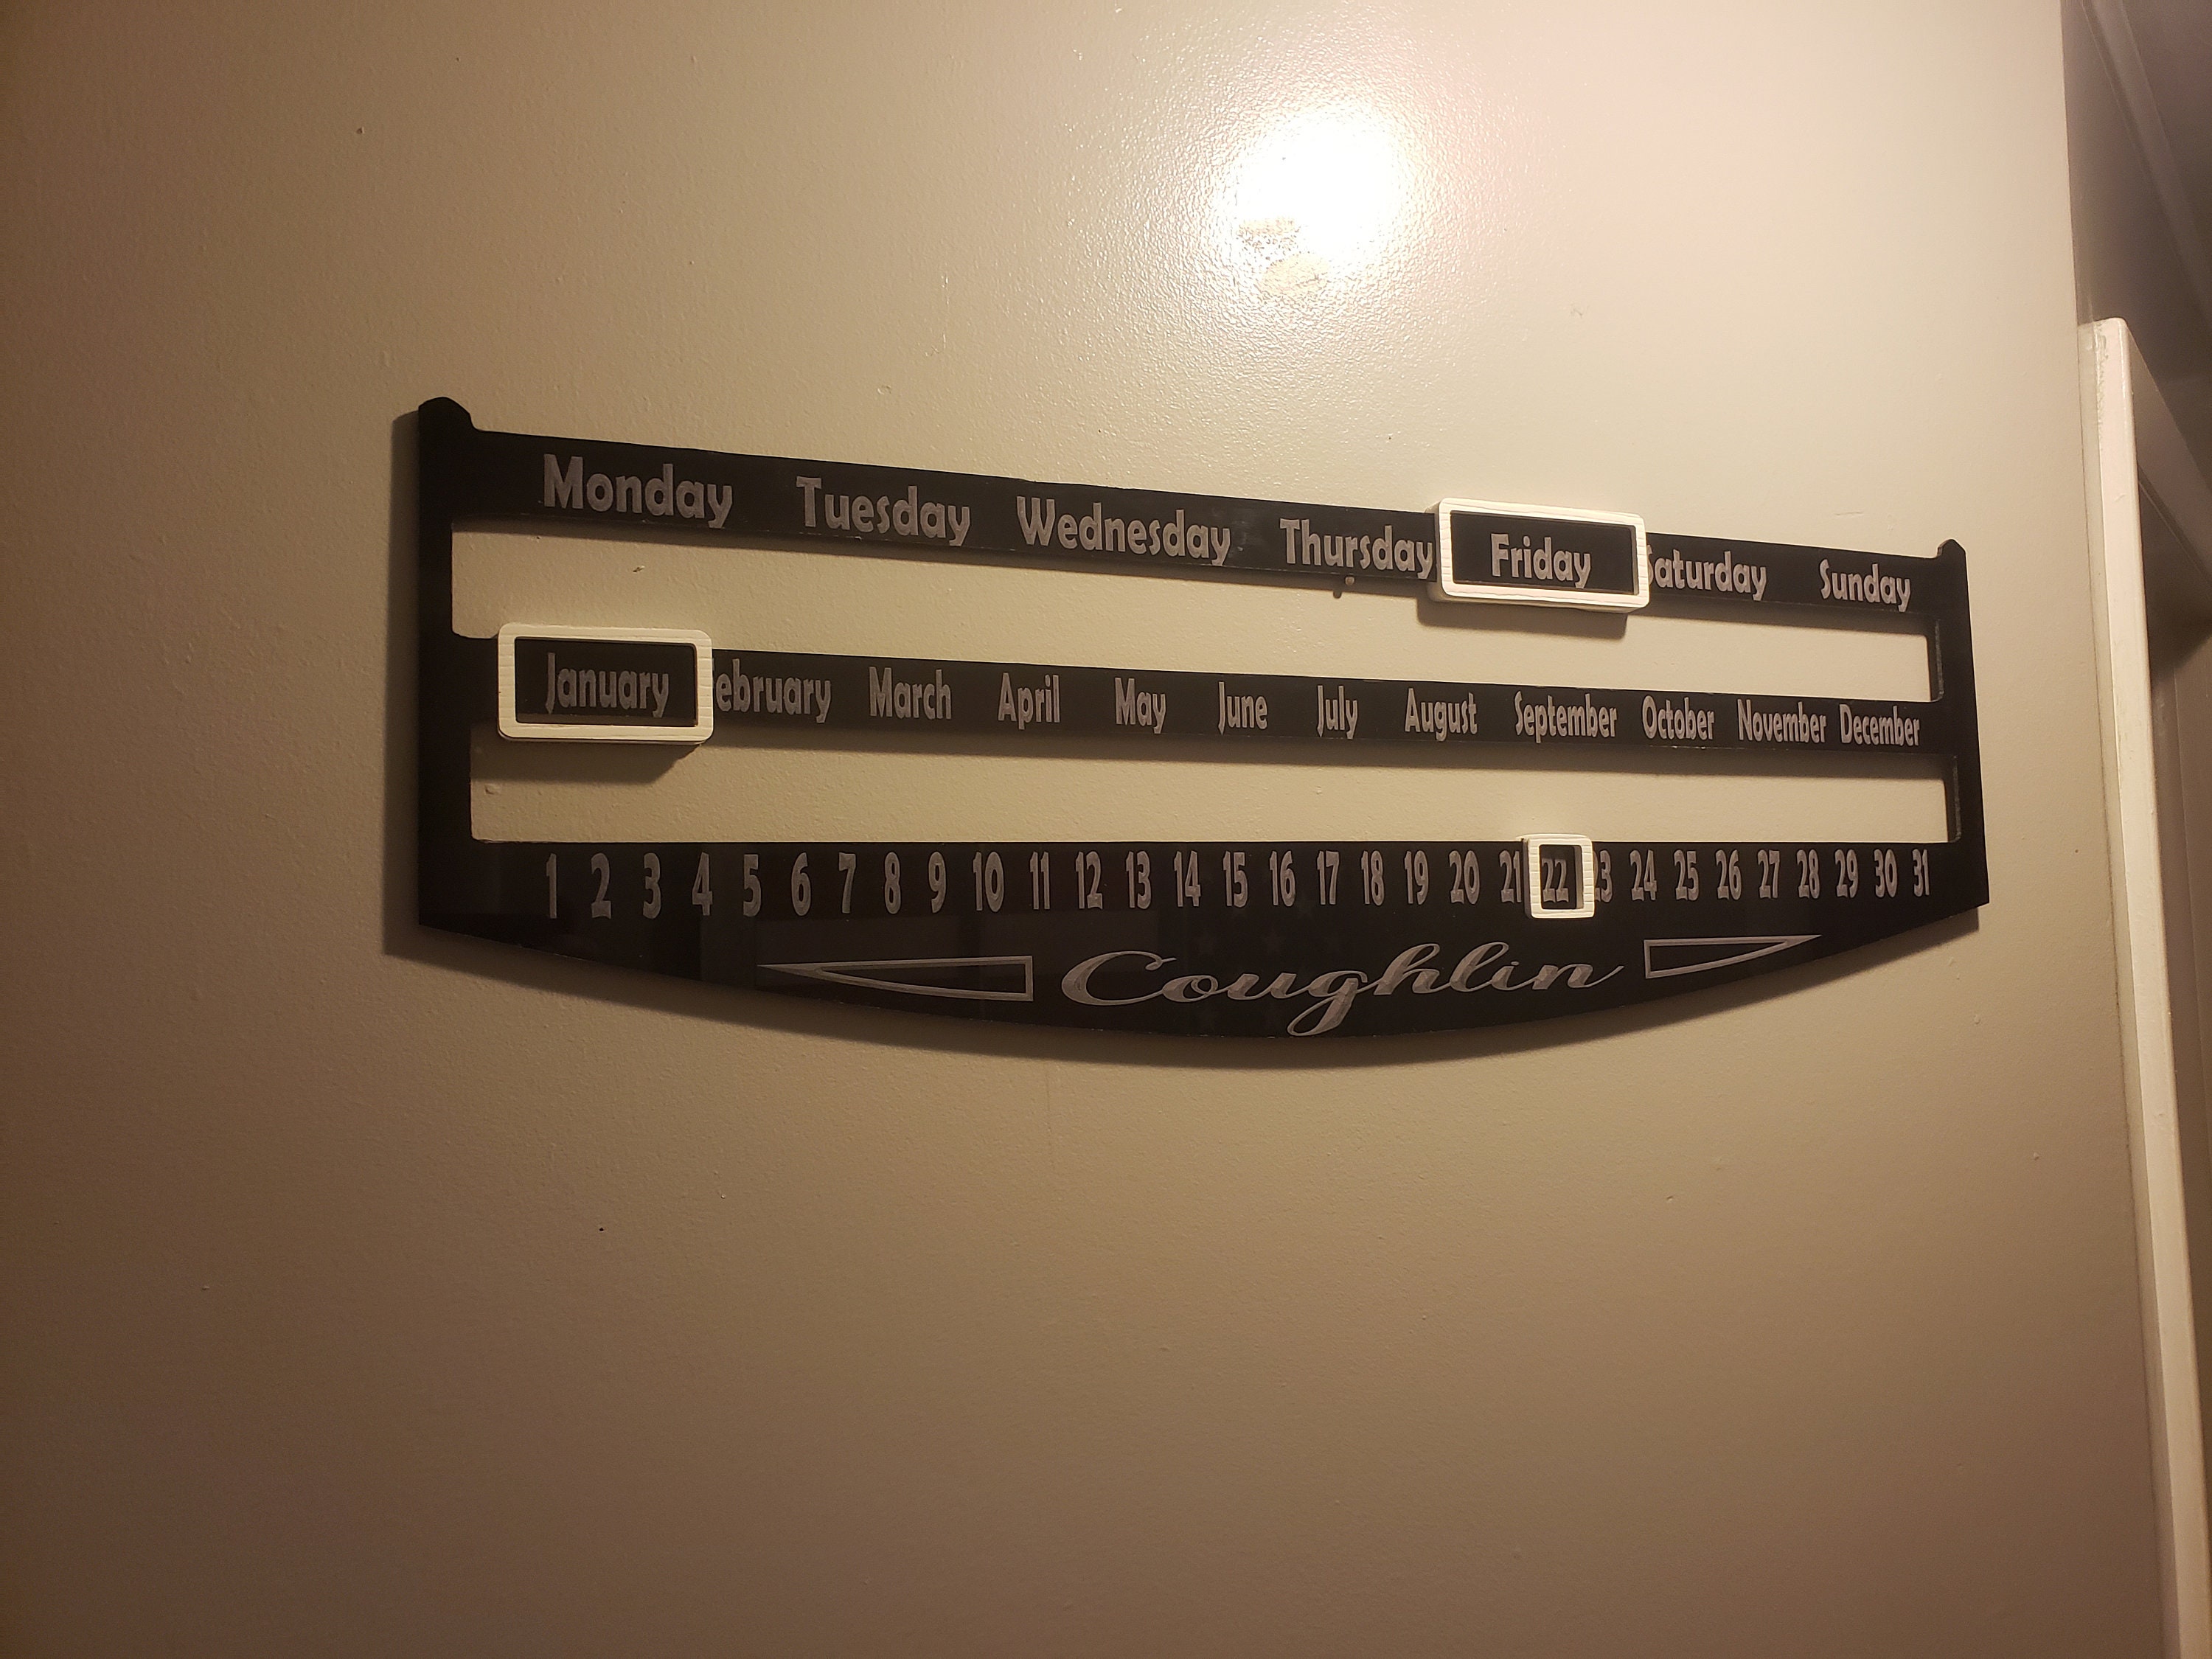 Monday Tuesday Wednesday Thursday Friday Saturday Sunday
January February March April May June July August September October November December
1 2 3 4 5 6 7 8 9 10 11 12 13 14 15 16 17 18 19 20 21 22 23 24 25 26 27 28 29 30 31
Coughlin